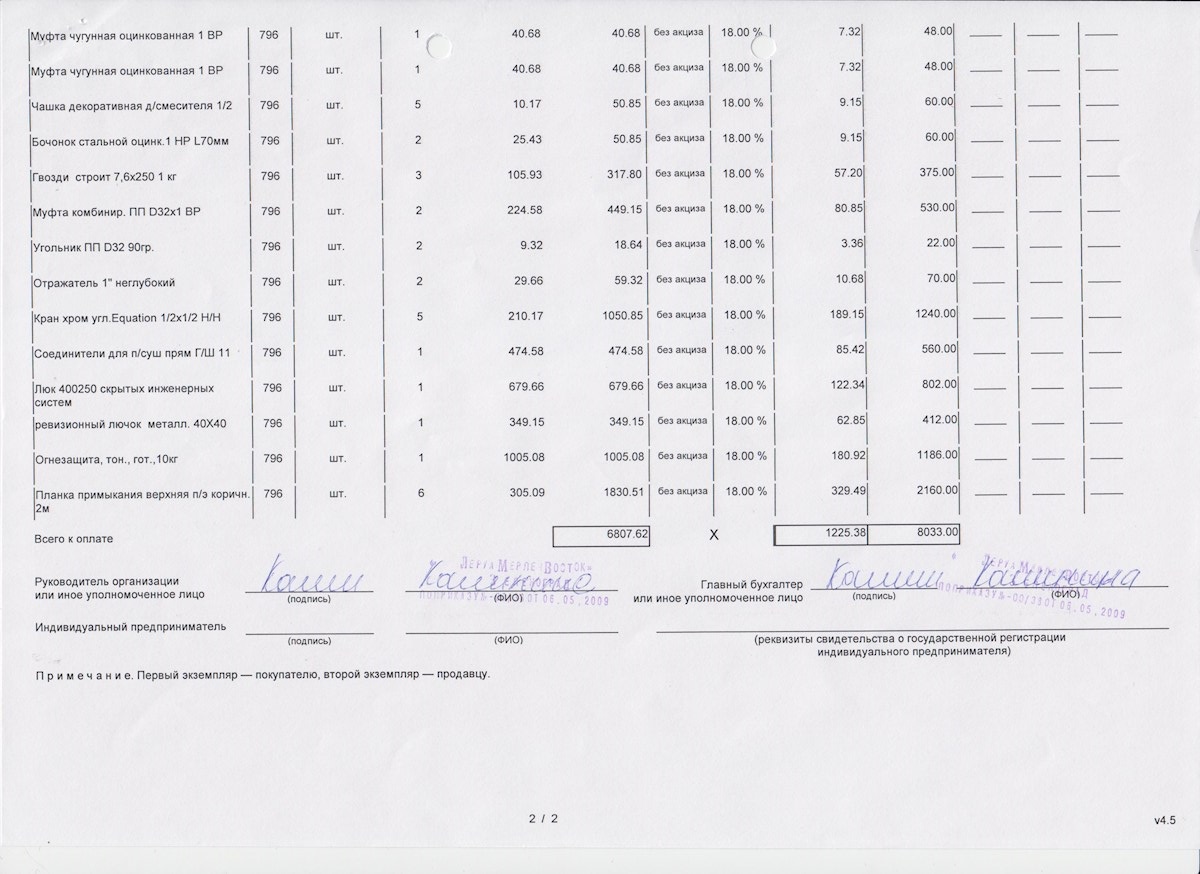 Муфта чугунная оцинкованная 1 ВР 796 шт. 1 40.68 40.68 без акциза 18.00 % 7.32 48.00
Муфта чугунная оцинкованная 1 ВР 796 шт. 1 40.68 40.68 без акциза 18.00 % 7.32 48.00
Чашка декоративная д/смесителя 1/2 796 шт. 5 10.17 50.85 без акциза 18.00 % 9.15 60.00
Бочонок стальной оцинк.1 НР L70мм 796 шт. 2 25.43 50.85 без акциза 18.00 % 9.15 60.00
Гвозди строит 7,6х250 1 кг 796 шт. 3 105.93 317.80 без акциза 18.00 % 57.20 375.00
Муфта комбинир. ПП D32x1 ВР 796 шт. 2 224.58 449.15 без акциза 18.00 % 80.85 530.00
Угольник ПП D32 90гр. 796 шт. 2 9.32 18.64 без акциза 18.00 % 3.36 22.00
Отражатель 1" неглубокий 796 шт. 2 29.66 59.32 без акциза 18.00 % 10.68 70.00
Кран хром угл.Equation 1/2x1/2 Н/Н 796 шт. 5 210.17 1050.85 без акциза 18.00 % 189.15 1240.00
Соединители для п/суш прям Г/Ш 11 796 шт. 1 474.58 474.58 без акциза 18.00 % 85.42 560.00
Люк 400250 скрытых инженерных 796 шт. 1 679.66 679.66 без акциза 18.00 % 122.34 802.00
систем
ревизионный лючок металл. 40Х40 796 шт. 1 349.15 349.15 без акциза 18.00 % 62.85 412.00
Огнезащита, тон., гот.,10кг 796 шт. 1 1005.08 1005.08 без акциза 18.00 % 180.92 1186.00
Планка примыкания верхняя п/э коричн. 796 шт. 6 305.09 1830.51 без акциза 18.00 % 329.49 2160.00
2м
Всего к оплате 6807.62 X 1225.38 8033.00
Руководитель организации
или иное уполномоченное лицо
(подпись) (ФИО)
Леруа Мерлен Восток
06.05.2009
Главный бухгалтер
или иное уполномоченное лицо
(подпись) (ФИО)
06.05.2009
Индивидуальный предприниматель
(подпись) (ФИО)
(реквизиты свидетельства о государственной регистрации
индивидуального предпринимателя)
Примечание. Первый экземпляр — покупателю, второй экземпляр — продавцу.
2 / 2
v4.5